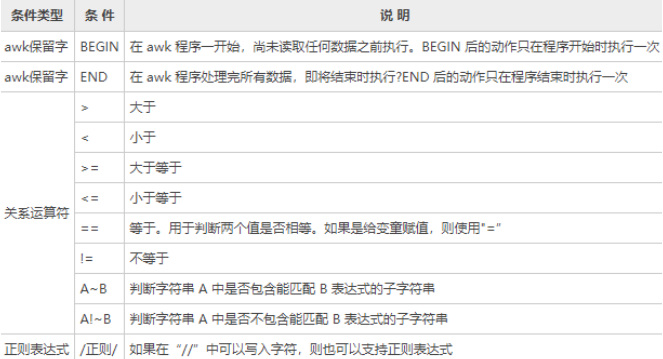 条件类型 条 件 说 明
awk保留字 BEGIN 在 awk 程序一开始，尚未读取任何数据之前执行。BEGIN 后的动作只在程序开始时执行一次
awk保留字 END 在 awk 程序处理完所有数据，即将结束时执行?END 后的动作只在程序结束时执行一次
关系运算符 > 大于
< 小于
>= 大于等于
<= 小于等于
== 等于。用于判断两个值是否相等。如果是给变童赋值，则使用"=”
!= 不等于
A~B 判断字符串 A 中是否包含能匹配 B 表达式的子字符串
A!~B 判断字符串 A 中是否不包含能匹配 B 表达式的子字符串
正则表达式 /正则/ 如果在“//”中可以写入字符，则也可以支持正则表达式